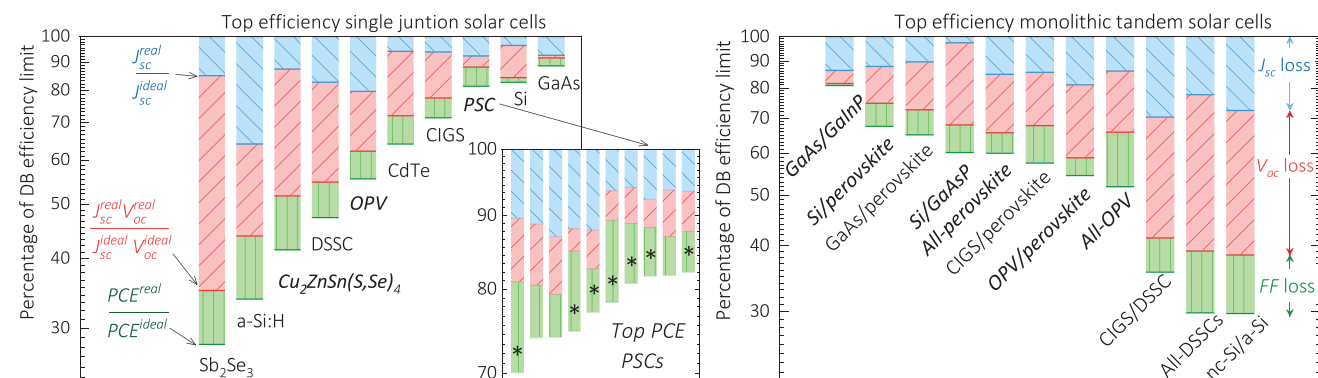 Top efficiency single juntion solar cells
Percentage of DB efficiency limit
100
90
80
70
60
50
40
30
J_sc^real
J_sc^ideal
J_sc^real V_oc^real
J_sc^ideal V_oc^ideal
PCE^real
PCE^ideal
Sb₂Se₃
a-Si:H
DSSC
Cu₂ZnSn(S,Se)₄
OPV
CdTe
CIGS
PSC
Si
GaAs
100
90
80
70
*
*
*
*
*
*
*
Top PCE
PSCs
Top efficiency monolithic tandem solar cells
Percentage of DB efficiency limit
100
90
80
70
60
50
40
30
GaAs/GaInP
Si/perovskite
GaAs/perovskite
Si/GaAsP
All-perovskite
CIGS/perovskite
OPV/perovskite
All-OPV
CIGS/DSSC
All-DSSCs
nc-Si/a-Si
J_sc loss
V_oc loss
FF loss